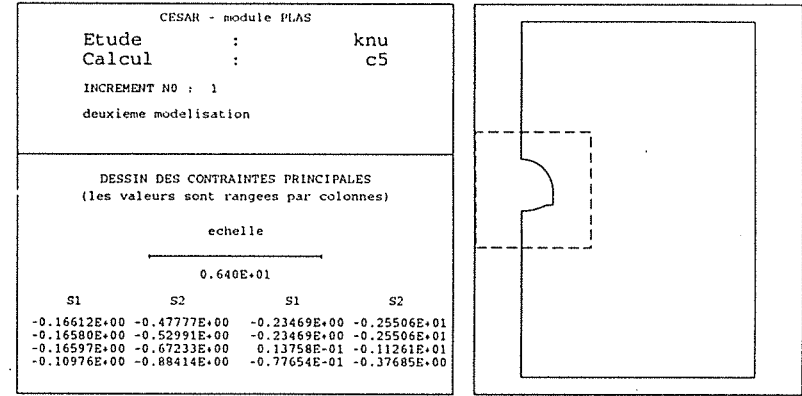 CESAR - module PLAS
Etude : knu
Calcul : c5
INCREMENT NO : 1
deuxieme modelisation
DESSIN DES CONTRAINTES PRINCIPALES
(les valeurs sont rangees par colonnes)
echelle
0.640E+01
S1 S2 S1 S2
-0.16612E+00 -0.47777E+00 -0.23469E+00 -0.25506E+01
-0.16580E+00 -0.52991E+00 -0.23469E+00 -0.25506E+01
-0.16597E+00 -0.67233E+00 0.13758E-01 -0.11261E+01
-0.10976E+00 -0.88414E+00 -0.77654E-01 -0.37685E+00